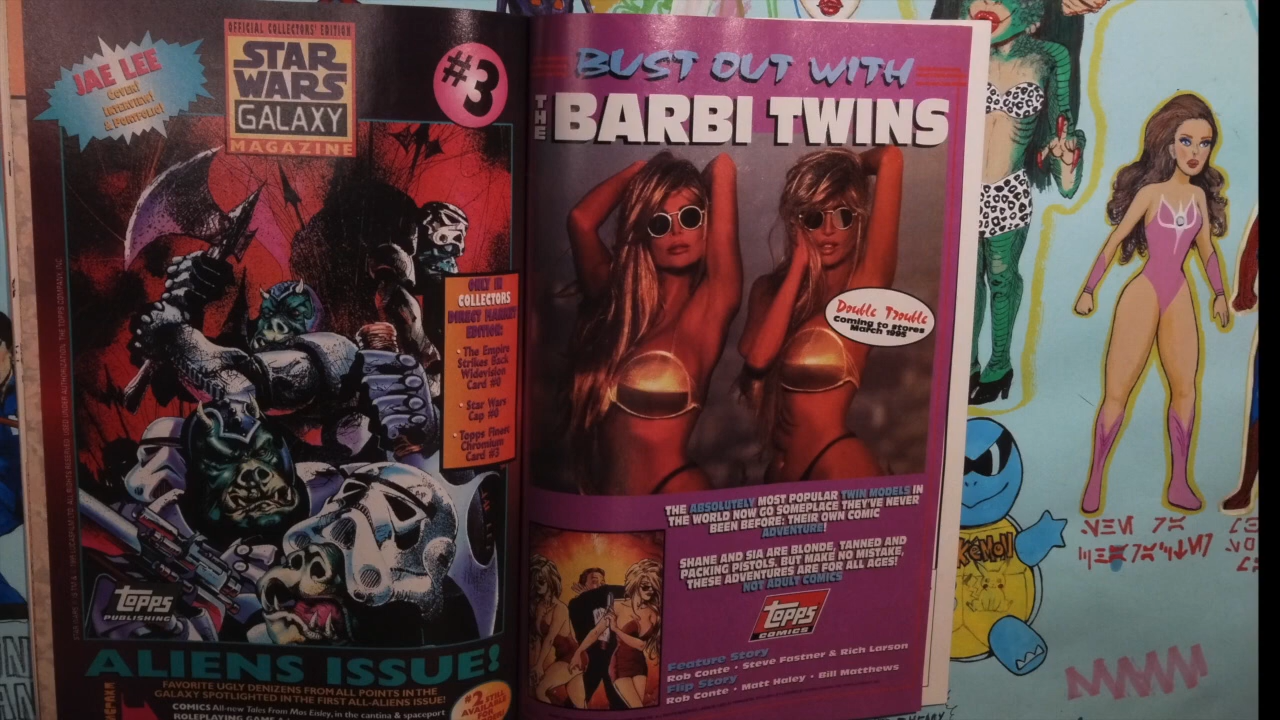 OFFICIAL COLLECTORS' EDITION
STAR
WARS
GALAXY
MAGAZINE
JAE LEE
COVER!
INTERVIEW!
& PORTFOLIO!
#3
ONLY IN
COLLECTORS
DIRECT MARKET
EDITION:
• The Empire
Strikes Back
Widevision
Card #0
• Star Wars
Cap #0
• Topps Finest
Chromium
Card #3
Topps
PUBLISHING
ALIENS ISSUE!
FAVORITE UGLY DENIZENS FROM ALL POINTS IN THE
GALAXY SPOTLIGHTED IN THE FIRST ALL-ALIENS ISSUE!
COMICS All-new Tales From Mos Eisley, in the cantina & spaceport
ROLEPLAYING GAME
#2 STILL
BUST OUT WITH
THE BARBI TWINS
Double Trouble
Coming to stores
March 1995
THE ABSOLUTELY MOST POPULAR TWIN MODELS IN
THE WORLD NOW GO SOMEPLACE THEY'VE NEVER
BEEN BEFORE: THEIR OWN COMIC
ADVENTURE!
SHANE AND SIA ARE BLONDE, TANNED AND
PACKING PISTOLS. BUT MAKE NO MISTAKE,
THESE ADVENTURES ARE FOR ALL AGES!
NOT ADULT COMICS
Topps
COMICS
Feature Story
Rob Conte • Steve Fastner & Rich Larson
Flip Story
Rob Conte • Matt Haley • Bill Matthews